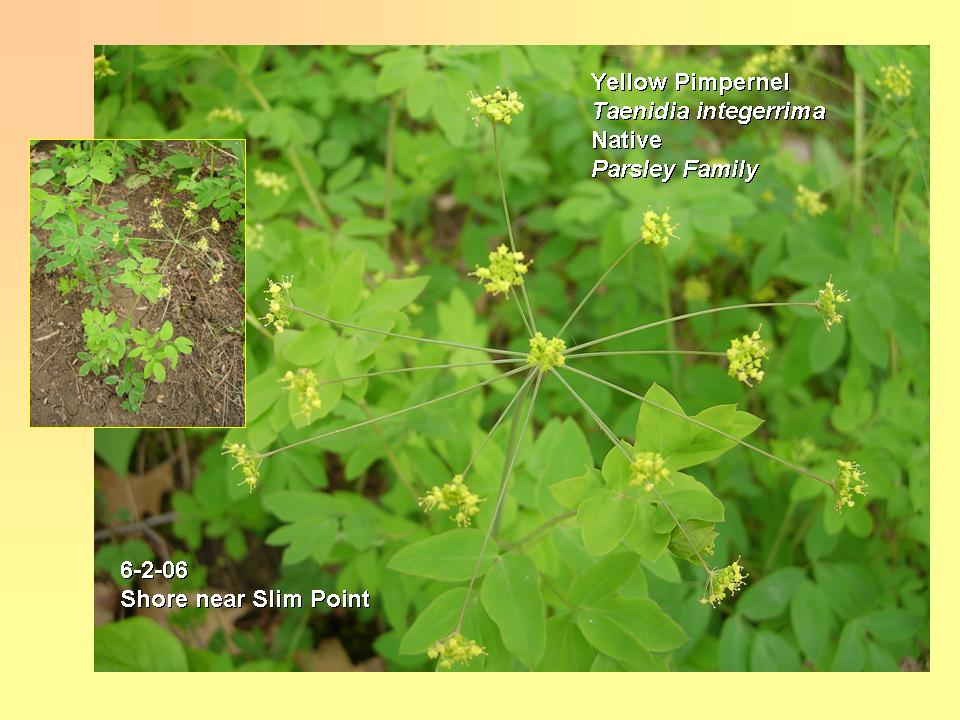 Yellow Pimpernel
Taenidia integerrima
Native
Parsley Family
6-2-06
Shore near Slim Point